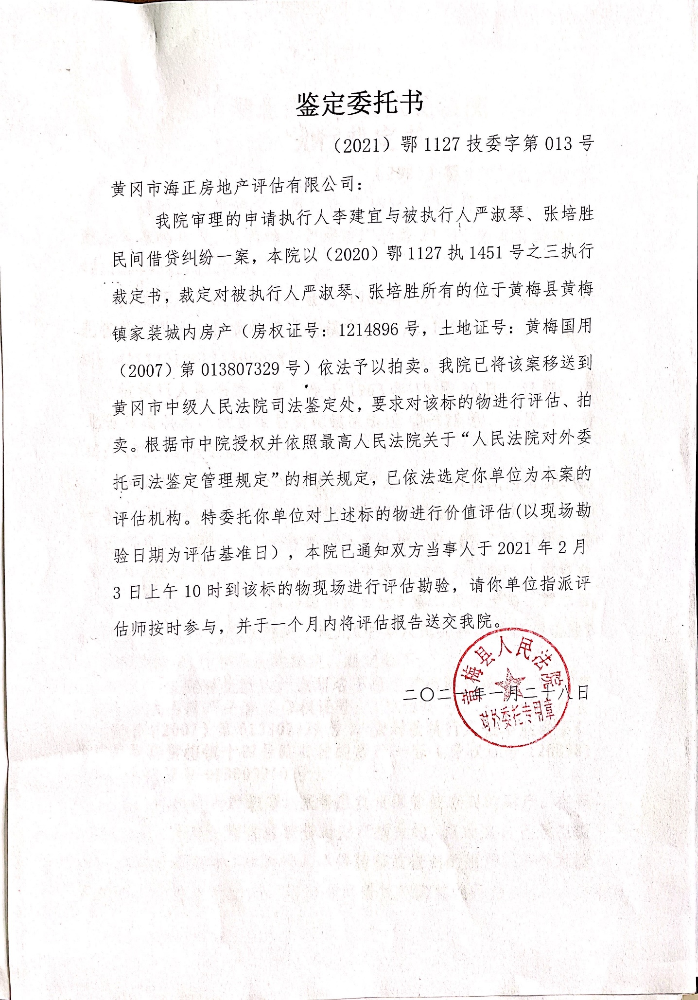 鉴定委托书
（2021）鄂 1127 技委字第 013 号
黄冈市海正房地产评估有限公司：
我院审理的申请执行人李建宜与被执行人严淑琴、张培胜
民间借贷纠纷一案，本院以（2020）鄂 1127 执 1451 号之三执行
裁定书，裁定对被执行人严淑琴、张培胜所有的位于黄梅县黄梅
镇家装城内房产（房权证号：1214896 号，土地证号：黄梅国用
（2007）第 013807329 号）依法予以拍卖。我院已将该案移送到
黄冈市中级人民法院司法鉴定处，要求对该标的物进行评估、拍
卖。根据市中院授权并依照最高人民法院关于“人民法院对外委
托司法鉴定管理规定”的相关规定，已依法选定你单位为本案的
评估机构。特委托你单位对上述标的物进行价值评估(以现场勘
验日期为评估基准日），本院已通知双方当事人于 2021 年 2 月
3 日上午 10 时到该标的物现场进行评估勘验，请你单位指派评
估师按时参与，并于一个月内将评估报告送交我院。
二〇二一年一月二十八日
黄梅县人民法院
对外委托专用章